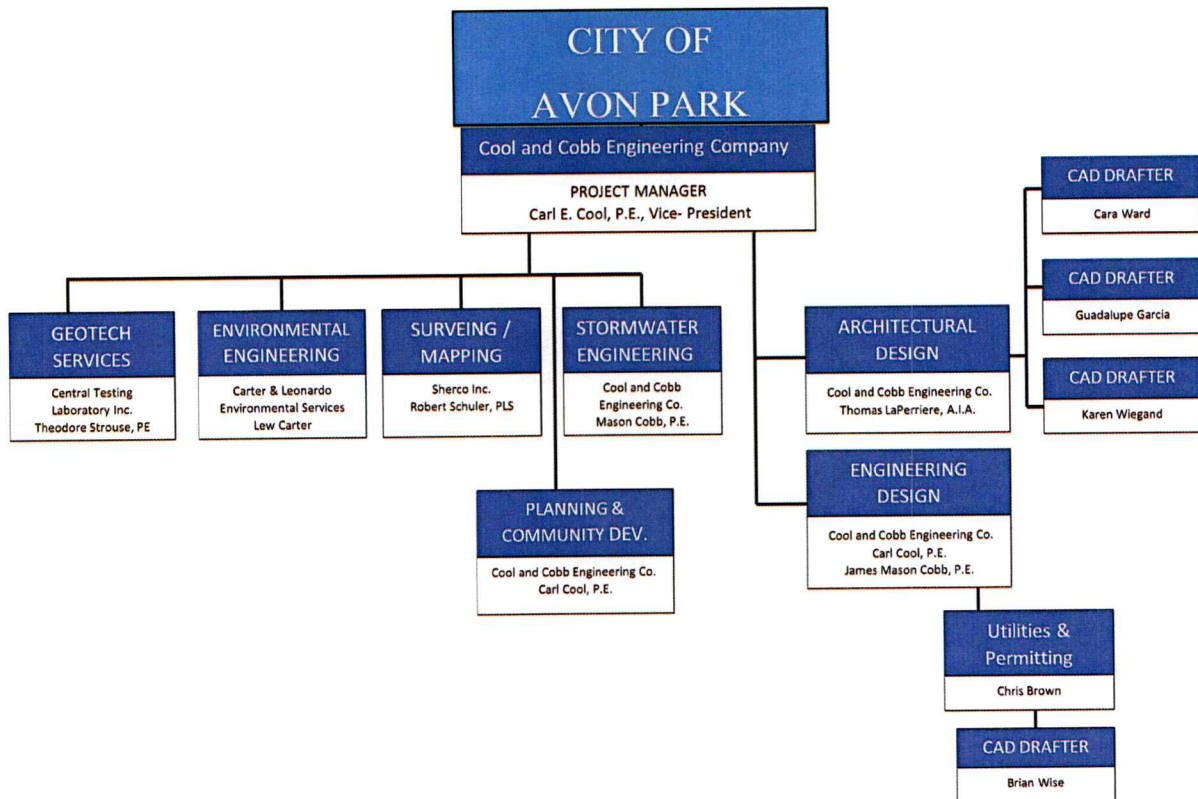 CITY OF
AVON PARK
Cool and Cobb Engineering Company
PROJECT MANAGER
Carl E. Cool, P.E., Vice- President
GEOTECH
SERVICES
Central Testing
Laboratory Inc.
Theodore Strouse, PE
ENVIRONMENTAL
ENGINEERING
Carter & Leonardo
Environmental Services
Lew Carter
SURVEING /
MAPPING
Sherco Inc.
Robert Schuler, PLS
STORMWATER
ENGINEERING
Cool and Cobb
Engineering Co.
Mason Cobb, P.E.
PLANNING &
COMMUNITY DEV.
Cool and Cobb Engineering Co.
Carl Cool, P.E.
ARCHITECTURAL
DESIGN
Cool and Cobb Engineering Co.
Thomas LaPerriere, A.I.A.
CAD DRAFTER
Cara Ward
CAD DRAFTER
Guadalupe Garcia
CAD DRAFTER
Karen Wiegand
ENGINEERING
DESIGN
Cool and Cobb Engineering Co.
Carl Cool, P.E.
James Mason Cobb, P.E.
Utilities &
Permitting
Chris Brown
CAD DRAFTER
Brian Wise